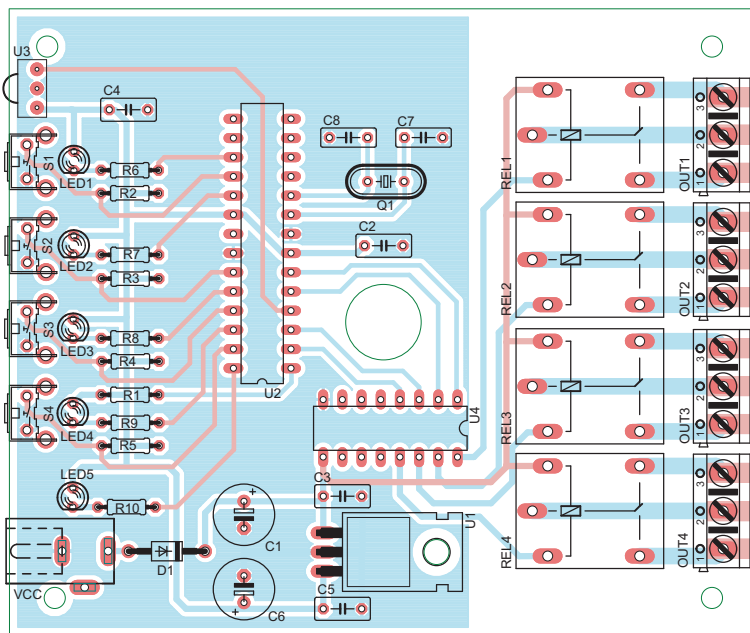 U3
C4
C8
C7
3
2
1
OUT1
REL1
S1
LED1
R6
R2
Q1
C2
S2
LED2
R7
R3
3
2
1
OUT2
REL2
S3
LED3
R8
R4
3
2
1
OUT3
REL3
U2
R1
S4
LED4
R9
R5
U4
LED5
R10
C3
U1
3
2
1
OUT4
REL4
+
C1
VCC
D1
C6
+
C5